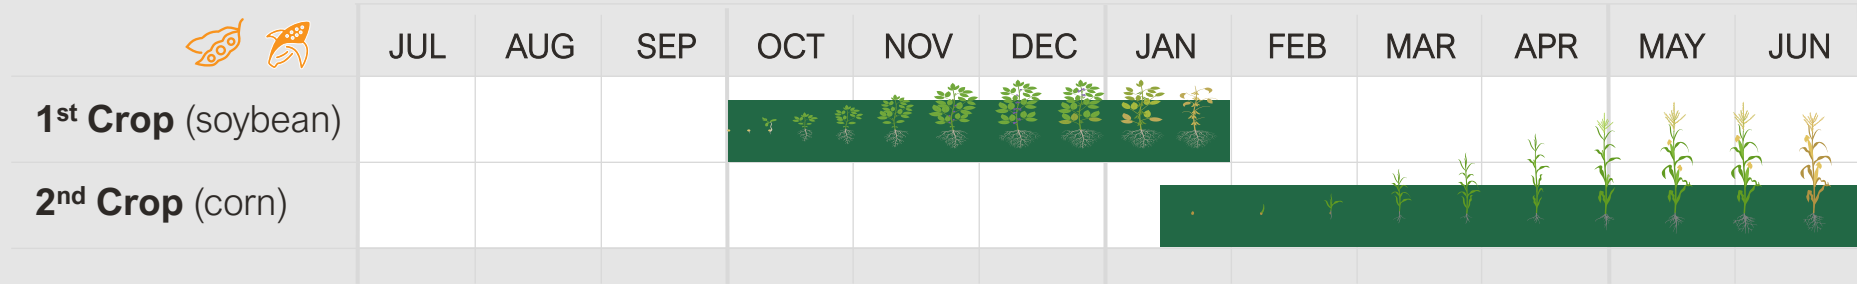 JUL AUG SEP OCT NOV DEC JAN FEB MAR APR MAY JUN
1st Crop (soybean)
2nd Crop (corn)